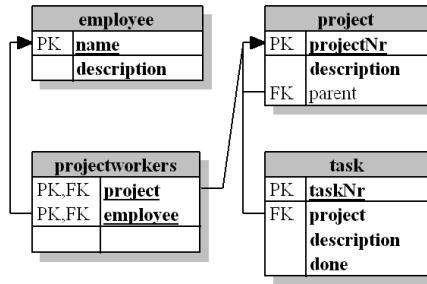 employee
PK name
description
project
PK projectNr
description
FK parent
projectworkers
PK,FK project
PK,FK employee
task
PK taskNr
FK project
description
done